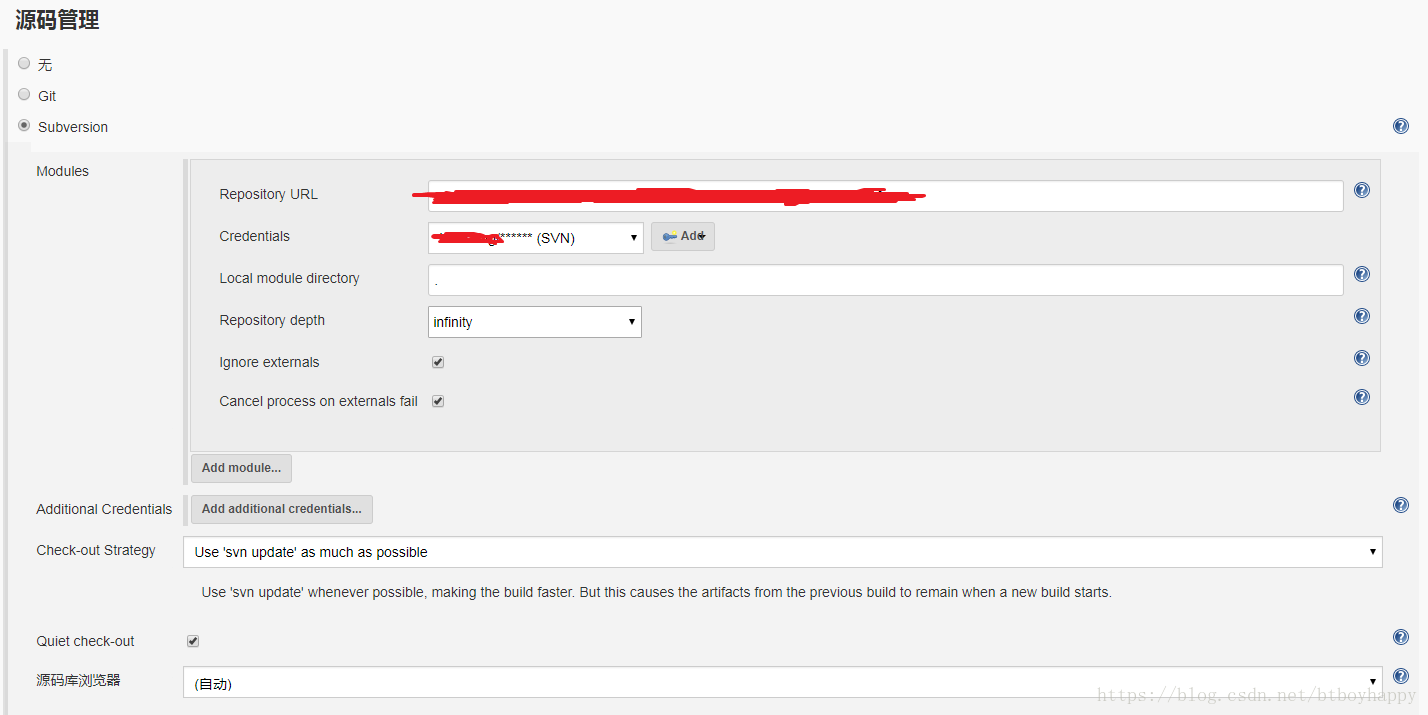 源码管理
无
Git
Subversion
Modules
Repository URL
Credentials
****** (SVN)
Add
Local module directory
.
Repository depth
infinity
Ignore externals
Cancel process on externals fail
Add module...
Additional Credentials
Add additional credentials...
Check-out Strategy
Use 'svn update' as much as possible
Use 'svn update' whenever possible, making the build faster. But this causes the artifacts from the previous build to remain when a new build starts.
Quiet check-out
源码库浏览器
(自动)
https://blog.csdn.net/btboyhappy